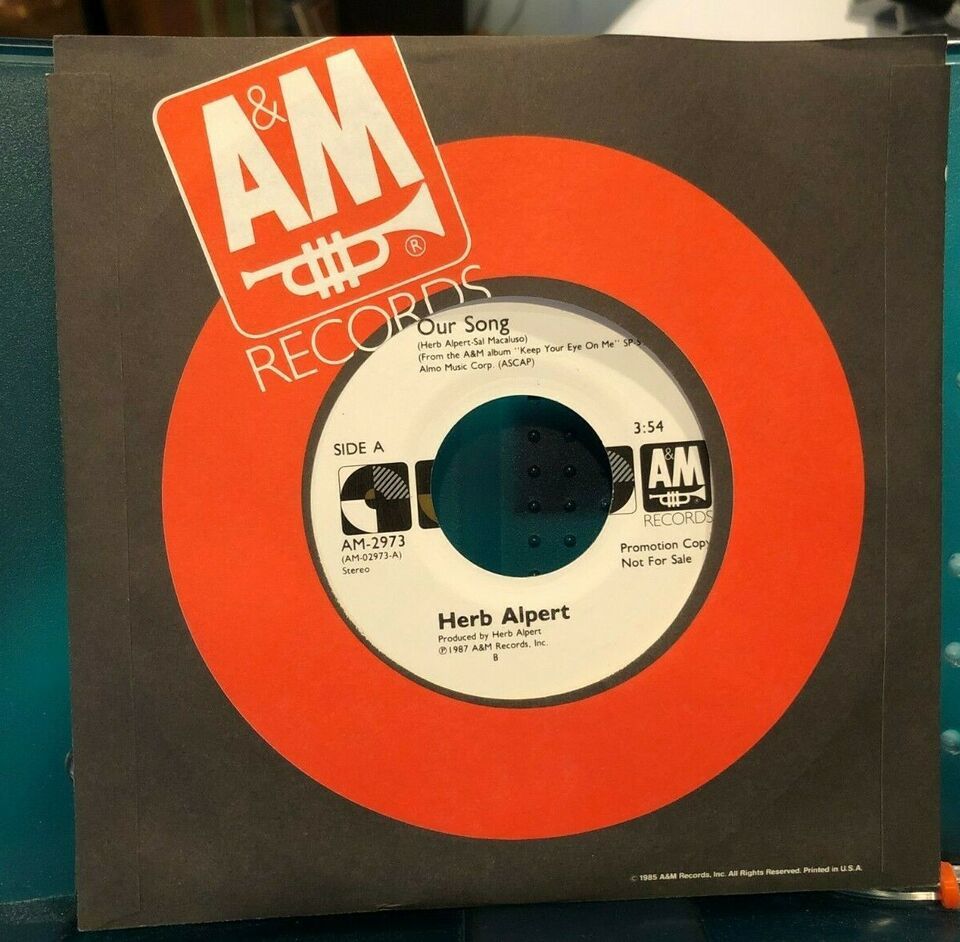 A&M
®
RECORDS
Our Song
(Herb Alpert-Sal Macaluso)
(From the A&M album "Keep Your Eye On Me" SP-5
Almo Music Corp. (ASCAP)
SIDE A
3:54
A&M
RECORDS
AM-2973
(AM-02973-A)
Stereo
Promotion Copy
Not For Sale
Herb Alpert
Produced by Herb Alpert
℗1987 A&M Records, Inc.
B
© 1985 A&M Records, Inc. All Rights Reserved. Printed in U.S.A.